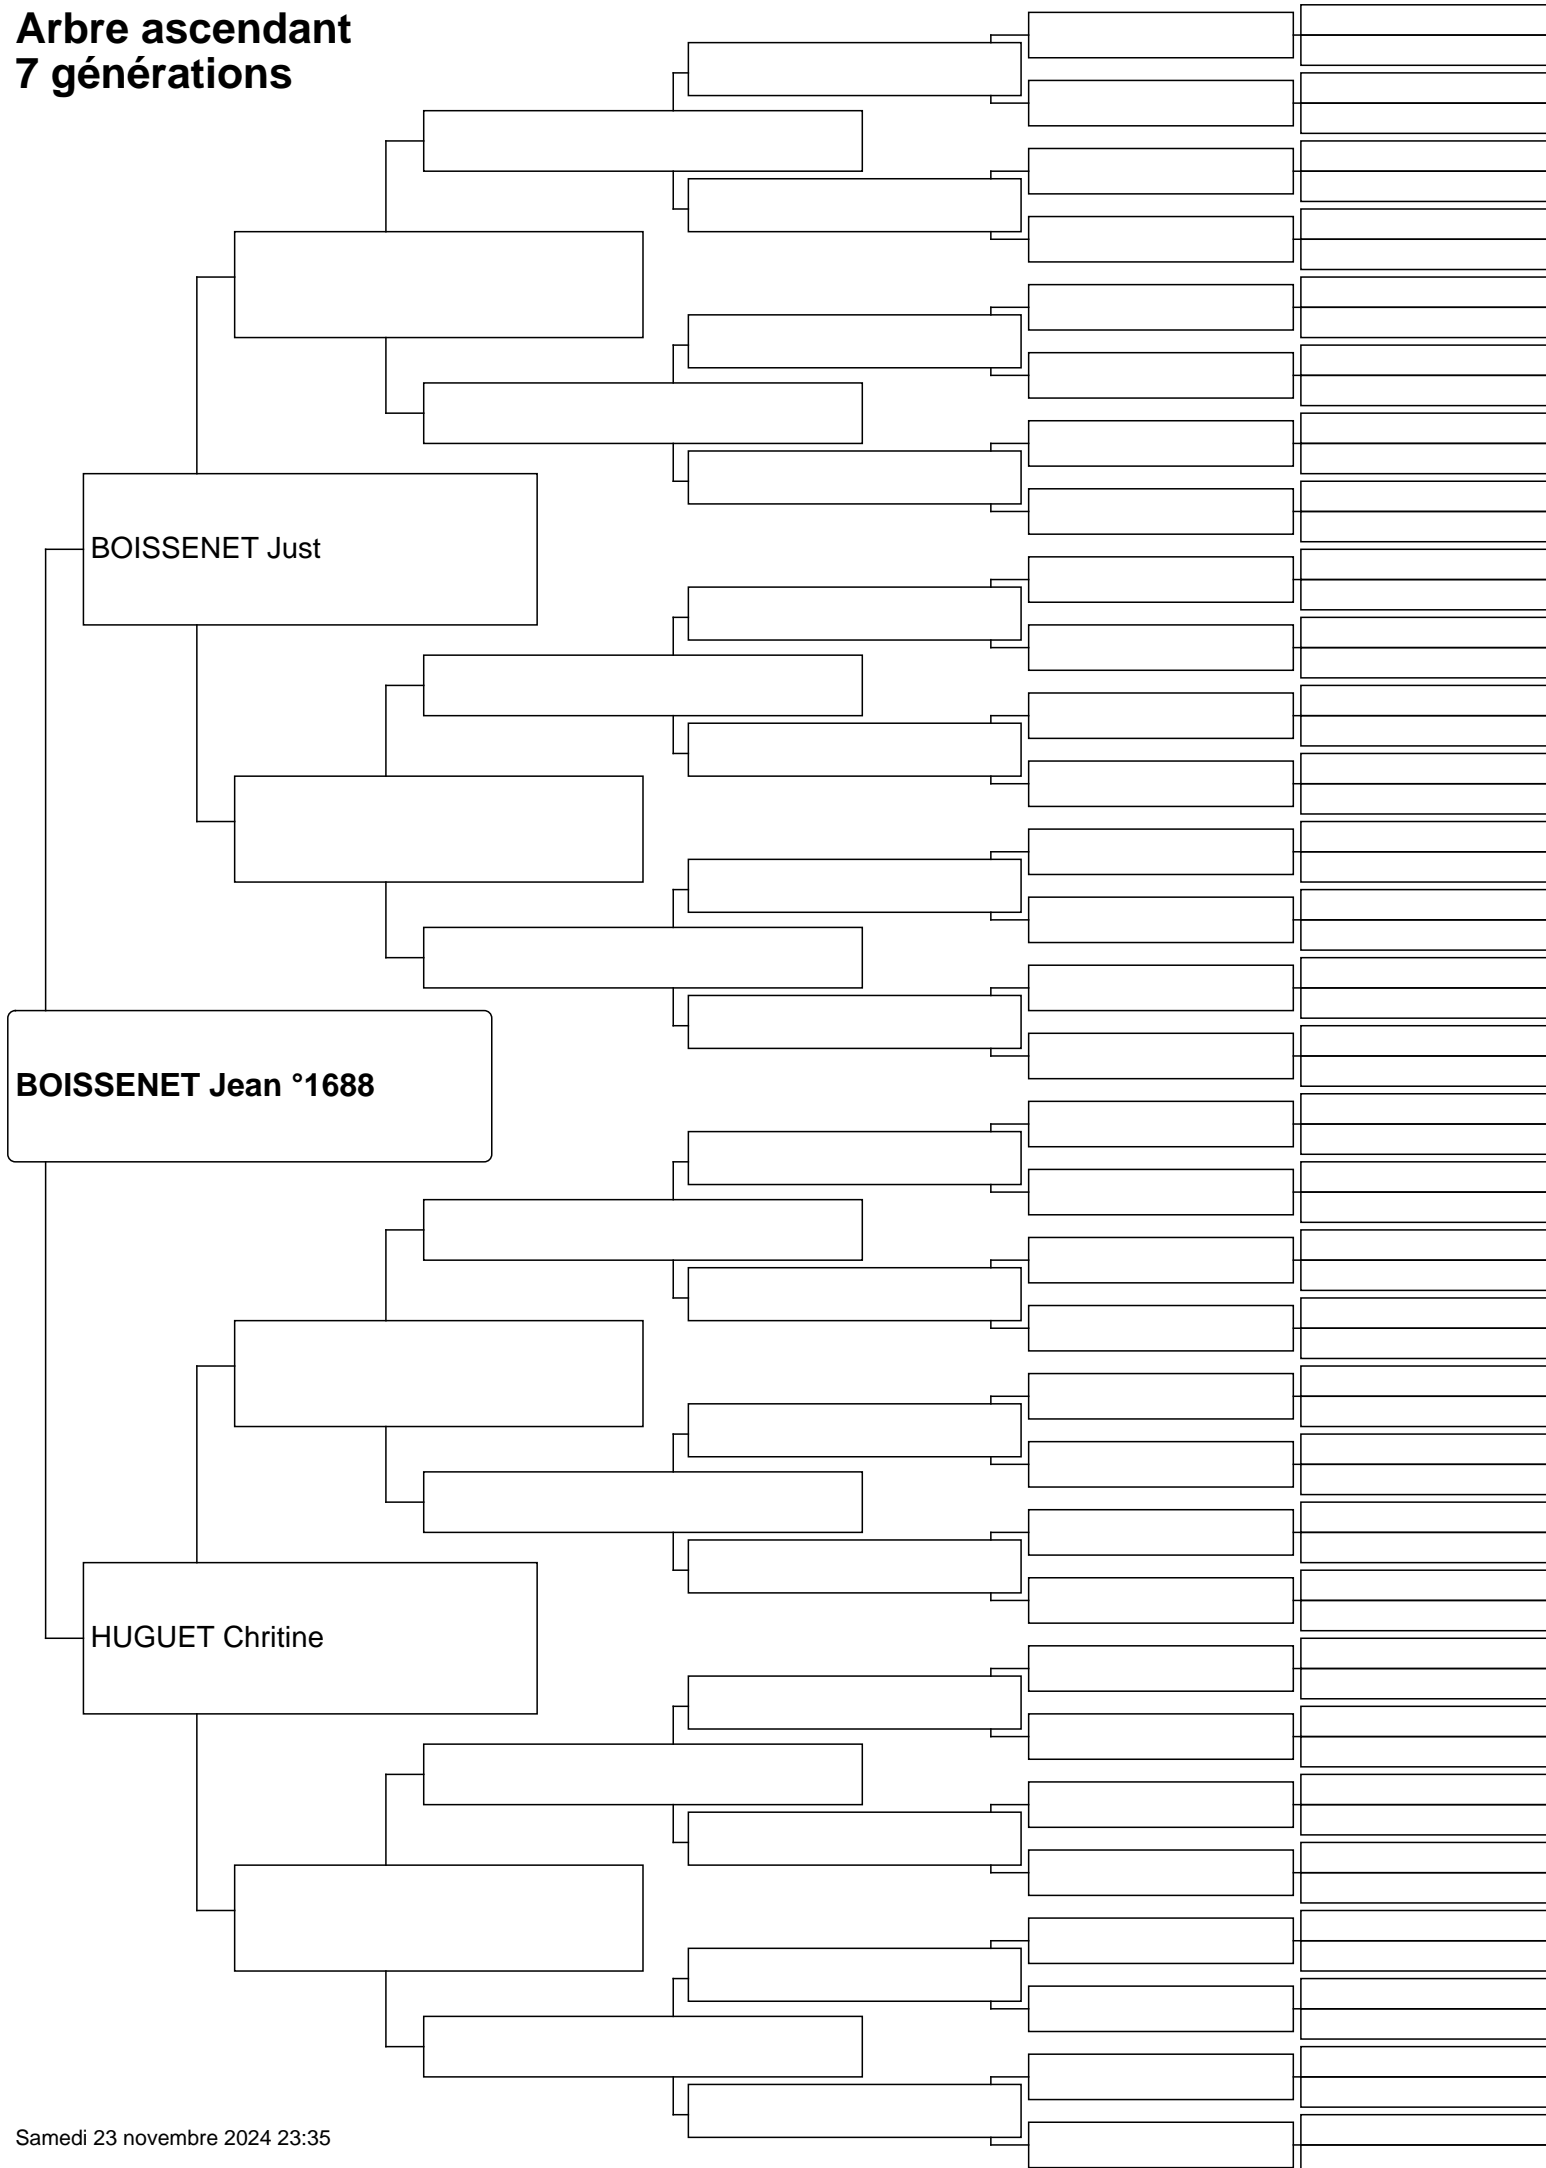 Arbre ascendant
7 générations
BOISSENET Just
BOISSENET Jean °1688
HUGUET Chritine
Samedi 23 novembre 2024 23:35